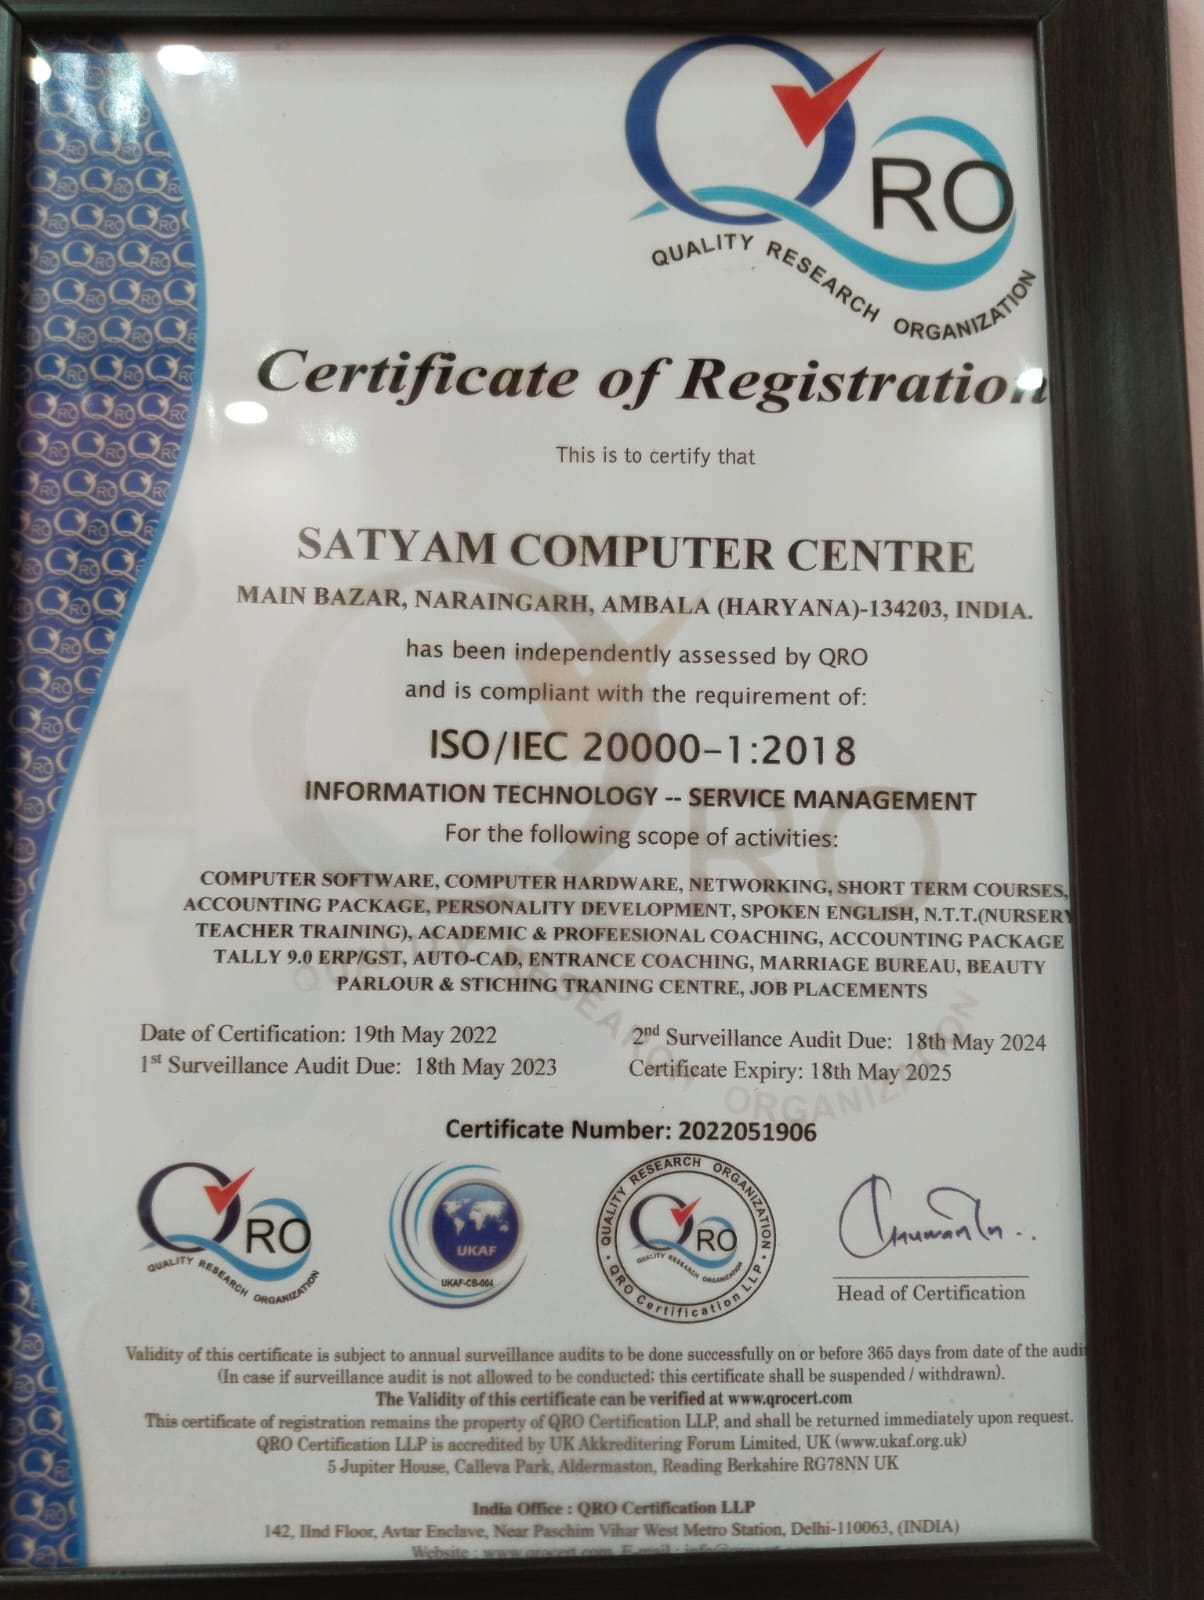 QRO
QUALITY RESEARCH ORGANIZATION
Certificate of Registration
This is to certify that
SATYAM COMPUTER CENTRE
MAIN BAZAR, NARAINGARH, AMBALA (HARYANA)-134203, INDIA.
has been independently assessed by QRO
and is compliant with the requirement of:
ISO/IEC 20000-1:2018
INFORMATION TECHNOLOGY -- SERVICE MANAGEMENT
For the following scope of activities:
COMPUTER SOFTWARE, COMPUTER HARDWARE, NETWORKING, SHORT TERM COURSES,
ACCOUNTING PACKAGE, PERSONALITY DEVELOPMENT, SPOKEN ENGLISH, N.T.T.(NURSERY
TEACHER TRAINING), ACADEMIC & PROFEESIONAL COACHING, ACCOUNTING PACKAGE
TALLY 9.0 ERP/GST, AUTO-CAD, ENTRANCE COACHING, MARRIAGE BUREAU, BEAUTY
PARLOUR & STICHING TRANING CENTRE, JOB PLACEMENTS
Date of Certification: 19th May 2022 2nd Surveillance Audit Due: 18th May 2024
1st Surveillance Audit Due: 18th May 2023 Certificate Expiry: 18th May 2025
Certificate Number: 2022051906
QRO
QUALITY RESEARCH ORGANIZATION
UKAF
UKAF-CB-004
QUALITY RESEARCH ORGANIZATION
QRO
QUALITY RESEARCH ORGANIZATION
QRO Certification LLP
Head of Certification
Validity of this certificate is subject to annual surveillance audits to be done successfully on or before 365 days from date of the audi
(In case if surveillance audit is not allowed to be conducted; this certificate shall be suspended / withdrawn).
The Validity of this certificate can be verified at www.qrocert.com
This certificate of registration remains the property of QRO Certification LLP, and shall be returned immediately upon request.
QRO Certification LLP is accredited by UK Akkreditering Forum Limited, UK (www.ukaf.org.uk)
5 Jupiter House, Calleva Park, Aldermaston, Reading Berkshire RG78NN UK
India Office : QRO Certification LLP
142, IInd Floor, Avtar Enclave, Near Paschim Vihar West Metro Station, Delhi-110063, (INDIA)
Website : www.qrocert.com, E-mail :